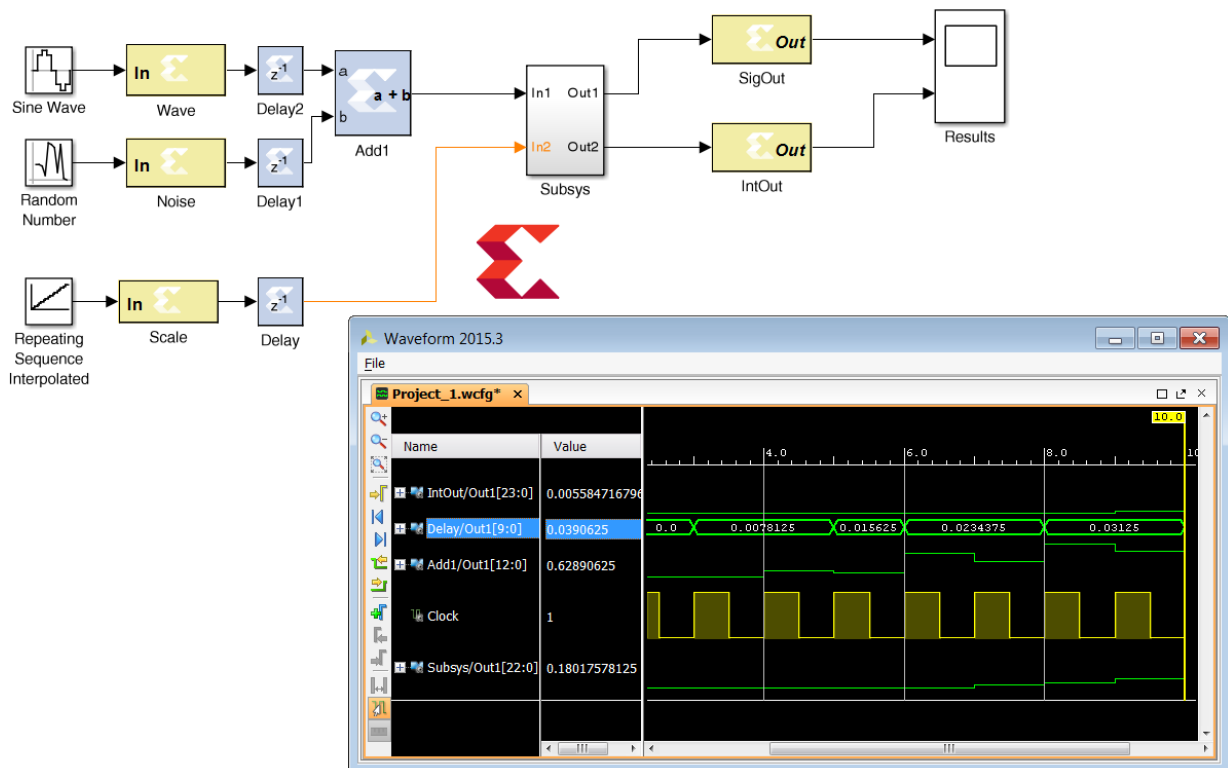 Sine Wave
In
Wave
z-1
Delay2
a
b
a + b
Add1
Random
Number
In
Noise
z-1
Delay1
Repeating
Sequence
Interpolated
In
Scale
z-1
Delay
In1 Out1
In2 Out2
Subsys
Out
SigOut
Out
IntOut
Results
Waveform 2015.3
File
Project_1.wcfg*
Name Value
10.0
4.0 6.0 8.0 10
IntOut/Out1[23:0] 0.005584716796
Delay/Out1[9:0] 0.0390625 0.0 0.0078125 0.015625 0.0234375 0.03125
Add1/Out1[12:0] 0.62890625
Clock 1
Subsys/Out1[22:0] 0.18017578125